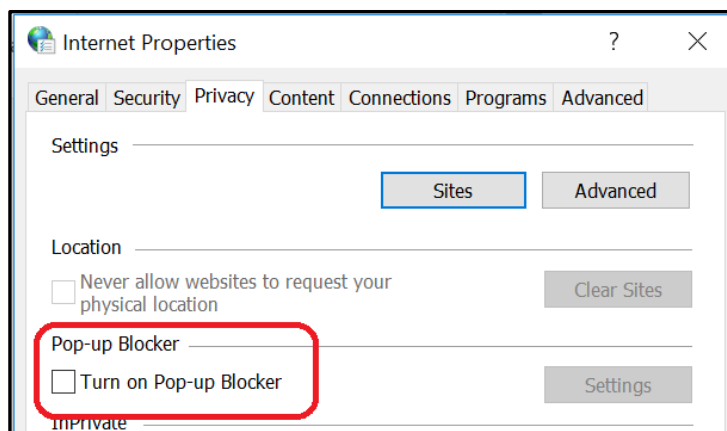 Internet Properties ?
General Security Privacy Content Connections Programs Advanced
Settings
Sites Advanced
Location
Never allow websites to request your
physical location
Clear Sites
Pop-up Blocker
Turn on Pop-up Blocker Settings
InPrivate